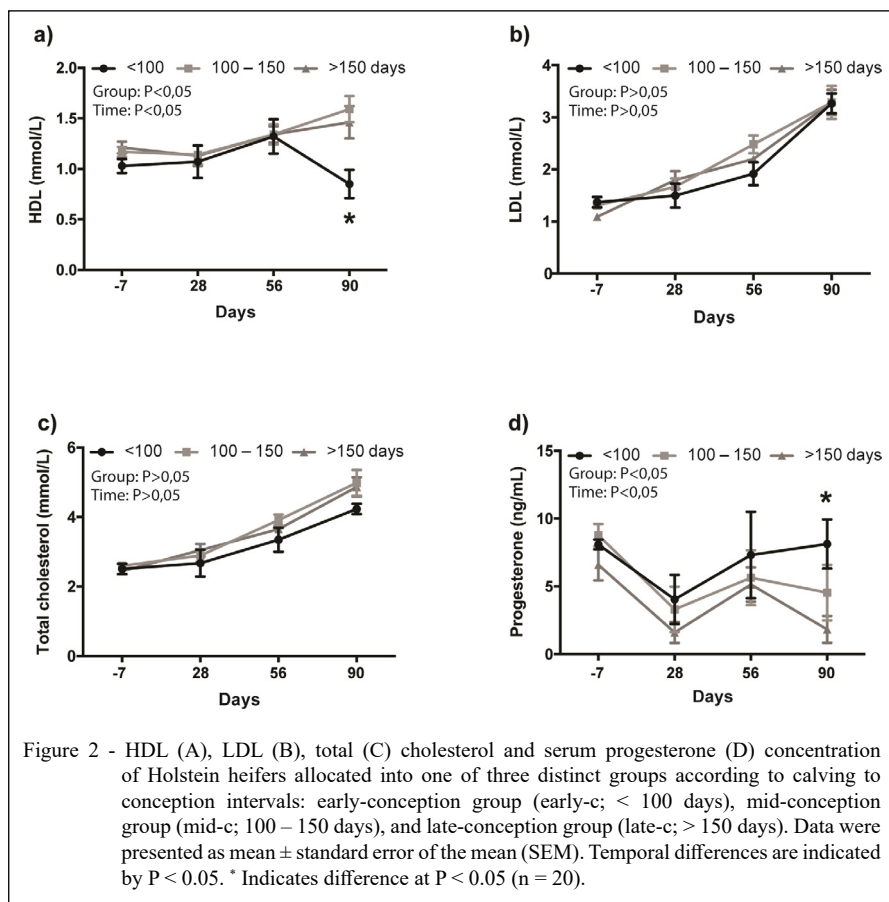 a)
<100 100 – 150 >150 days
Group: P<0,05
Time: P<0,05
HDL (mmol/L)
2.0
1.5
1.0
0.5
0.0
*
-7 28 56 90
Days
b)
<100 100 – 150 >150 days
Group: P>0,05
Time: P>0,05
LDL (mmol/L)
4
3
2
1
0
-7 28 56 90
Days
c)
<100 100 – 150 >150 days
Group: P>0,05
Time: P>0,05
Total cholesterol (mmol/L)
6
4
2
0
-7 28 56 90
Days
d)
<100 100 – 150 >150 days
Group: P<0,05
Time: P<0,05
Progesterone (ng/mL)
15
10
5
0
*
-7 28 56 90
Days
Figure 2 - HDL (A), LDL (B), total (C) cholesterol and serum progesterone (D) concentration
of Holstein heifers allocated into one of three distinct groups according to calving to
conception intervals: early-conception group (early-c; < 100 days), mid-conception
group (mid-c; 100 – 150 days), and late-conception group (late-c; > 150 days). Data were
presented as mean ± standard error of the mean (SEM). Temporal differences are indicated
by P < 0.05. * Indicates difference at P < 0.05 (n = 20).